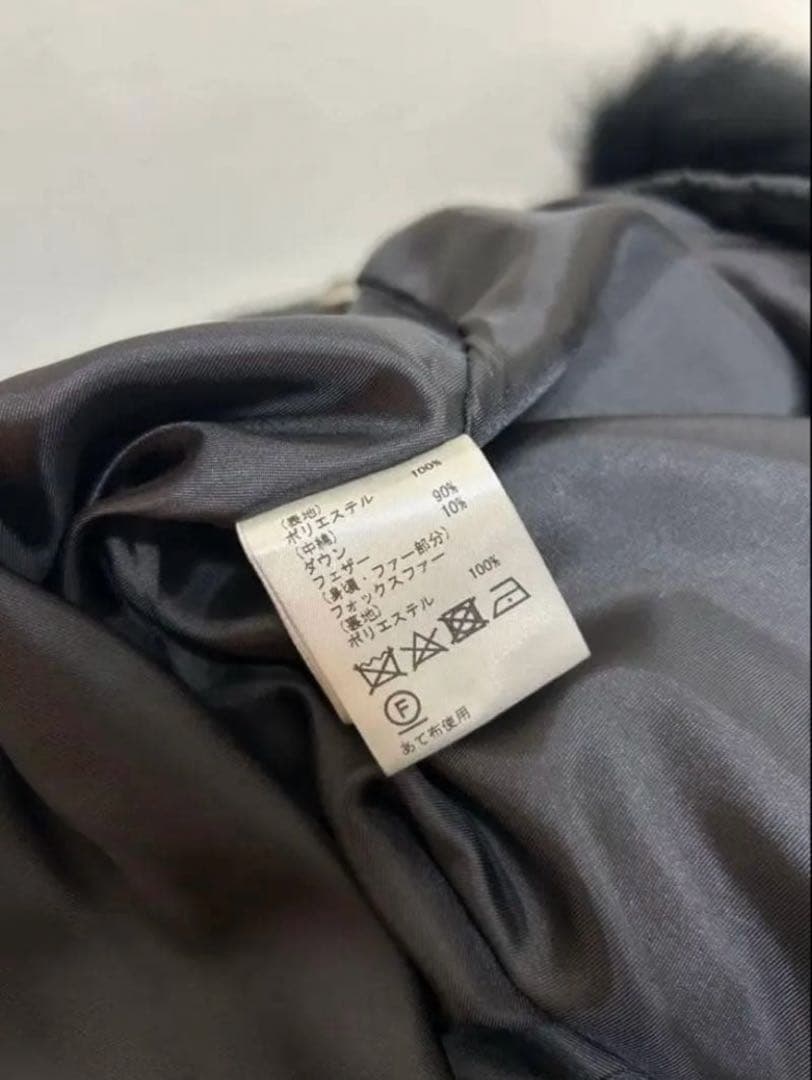 (表地)
ポリエステル 100%
(中綿)
ダウン 90%
フェザー 10%
(身頃・ファー部分)
フォックスファー
(裏地)
ポリエステル 100%
F
あて布使用